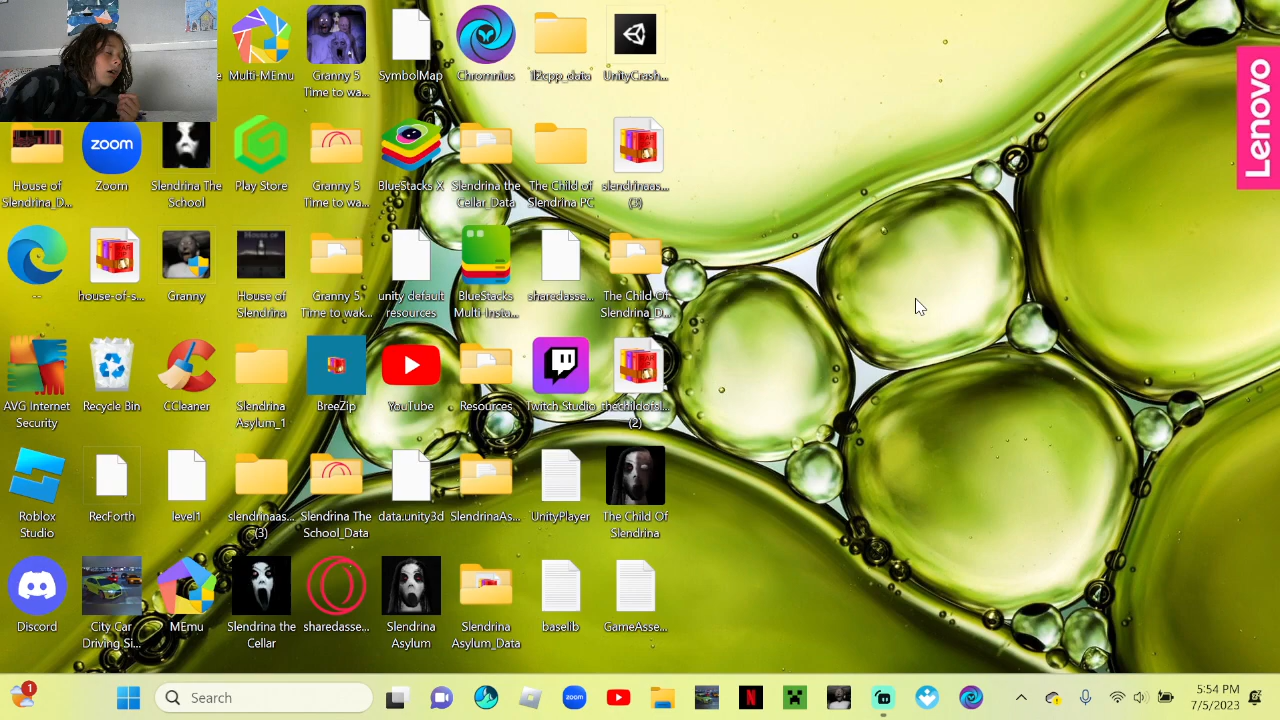 Multi-MEmu
Granny 5
Time to wa...
SymbolMap
Chromnius
Il2cpp_data
UnityCrash...
Lenovo
zoom
House of
Slendrina_D...
Zoom
Slendrina The
School
Play Store
Granny 5
Time to wa...
BlueStacks X
Slendrina the
Cellar_Data
The Child of
Slendrina PC
slendrinaas...
(3)
--
house-of-s...
Granny
House of
Slendrina
Granny 5
Time to wak...
unity default
resources
BlueStacks
Multi-Insta...
sharedasse...
The Child Of
Slendrina_D...
AVG Internet
Security
Recycle Bin
CCleaner
Slendrina
Asylum_1
BreeZip
YouTube
Resources
Twitch Studio
thechildofsl...
(2)
Roblox
Studio
RecForth
level1
slendrinaas...
(3)
Slendrina The
School_Data
data.unity3d
SlendrinaAs...
UnityPlayer
The Child Of
Slendrina
Discord
City Car
Driving Si...
MEmu
Slendrina the
Cellar
sharedasse...
Slendrina
Asylum
Slendrina
Asylum_Data
baselib
GameAsse...
1
Search
zoom
N
5:54 PM
7/5/2023